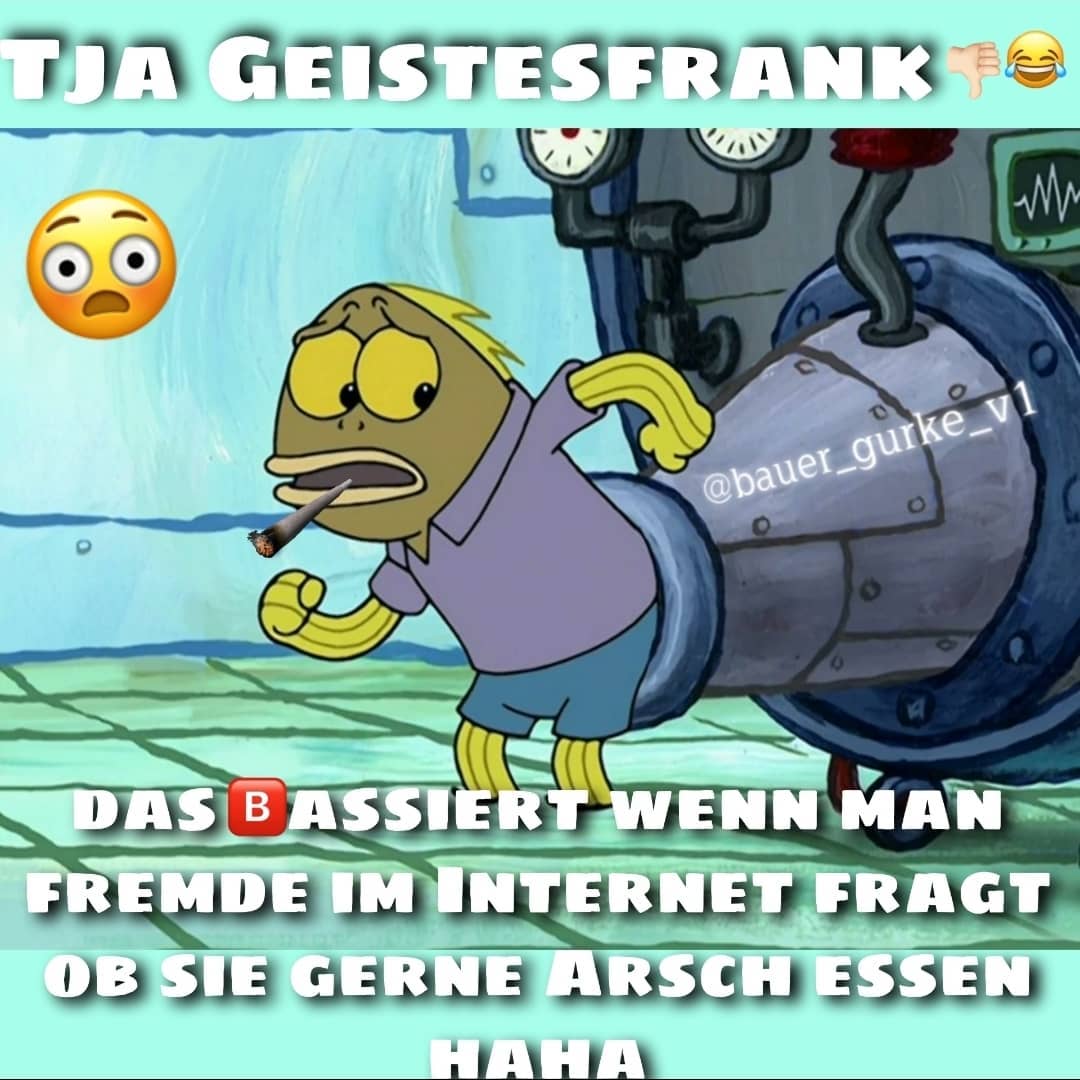 Tja Geistesfrank👎🏻😂
@bauer_gurke_v1
das 🅱️assiert wenn man
fremde im Internet fragt
ob sie gerne Arsch essen
haha